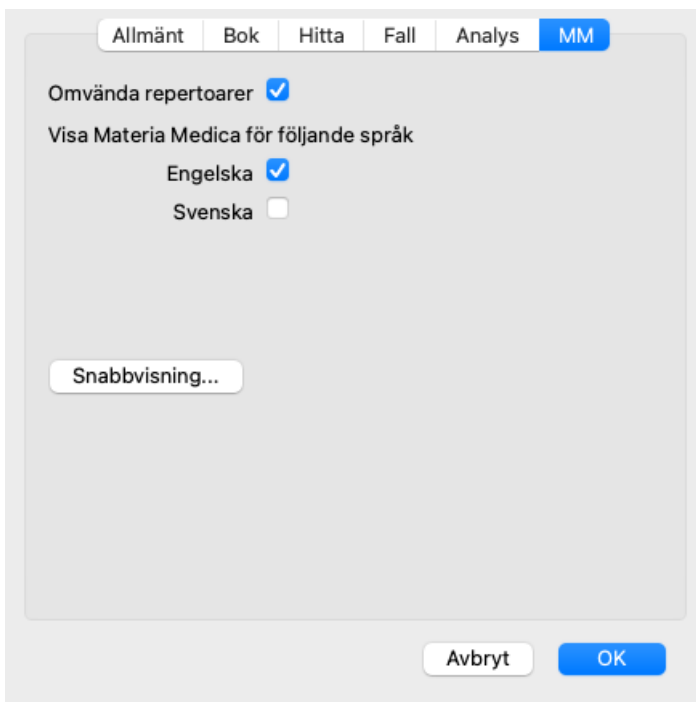 Allmänt Bok Hitta Fall Analys MM
Omvända repertoarer
Visa Materia Medica för följande språk
Engelska
Svenska
Snabbvisning...
Avbryt OK